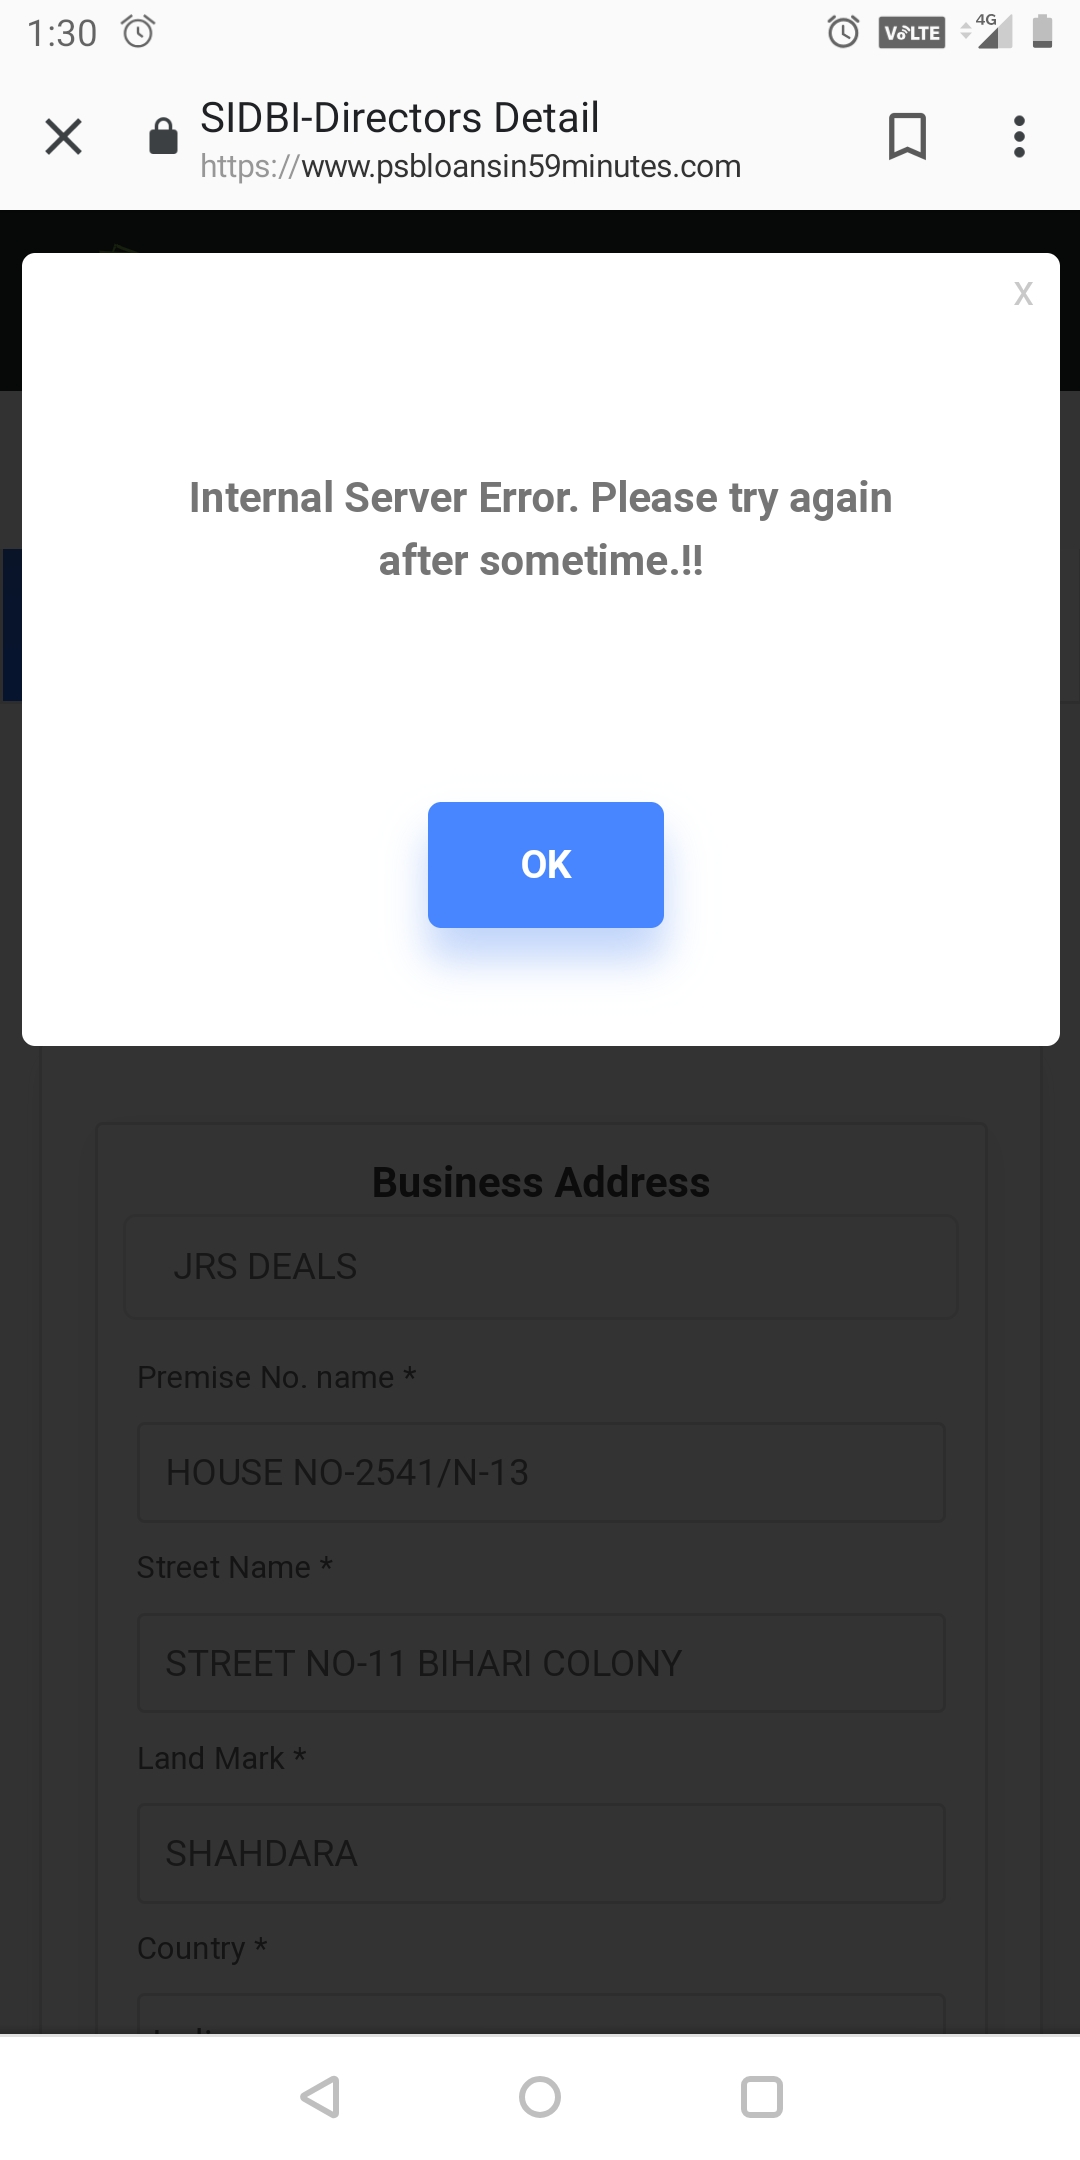 1:30
VoLTE
4G
SIDBI-Directors Detail
https://www.psbloansin59minutes.com
X
Internal Server Error. Please try again
after sometime.!!
OK
Business Address
JRS DEALS
Premise No. name *
HOUSE NO-2541/N-13
Street Name *
STREET NO-11 BIHARI COLONY
Land Mark *
SHAHDARA
Country *